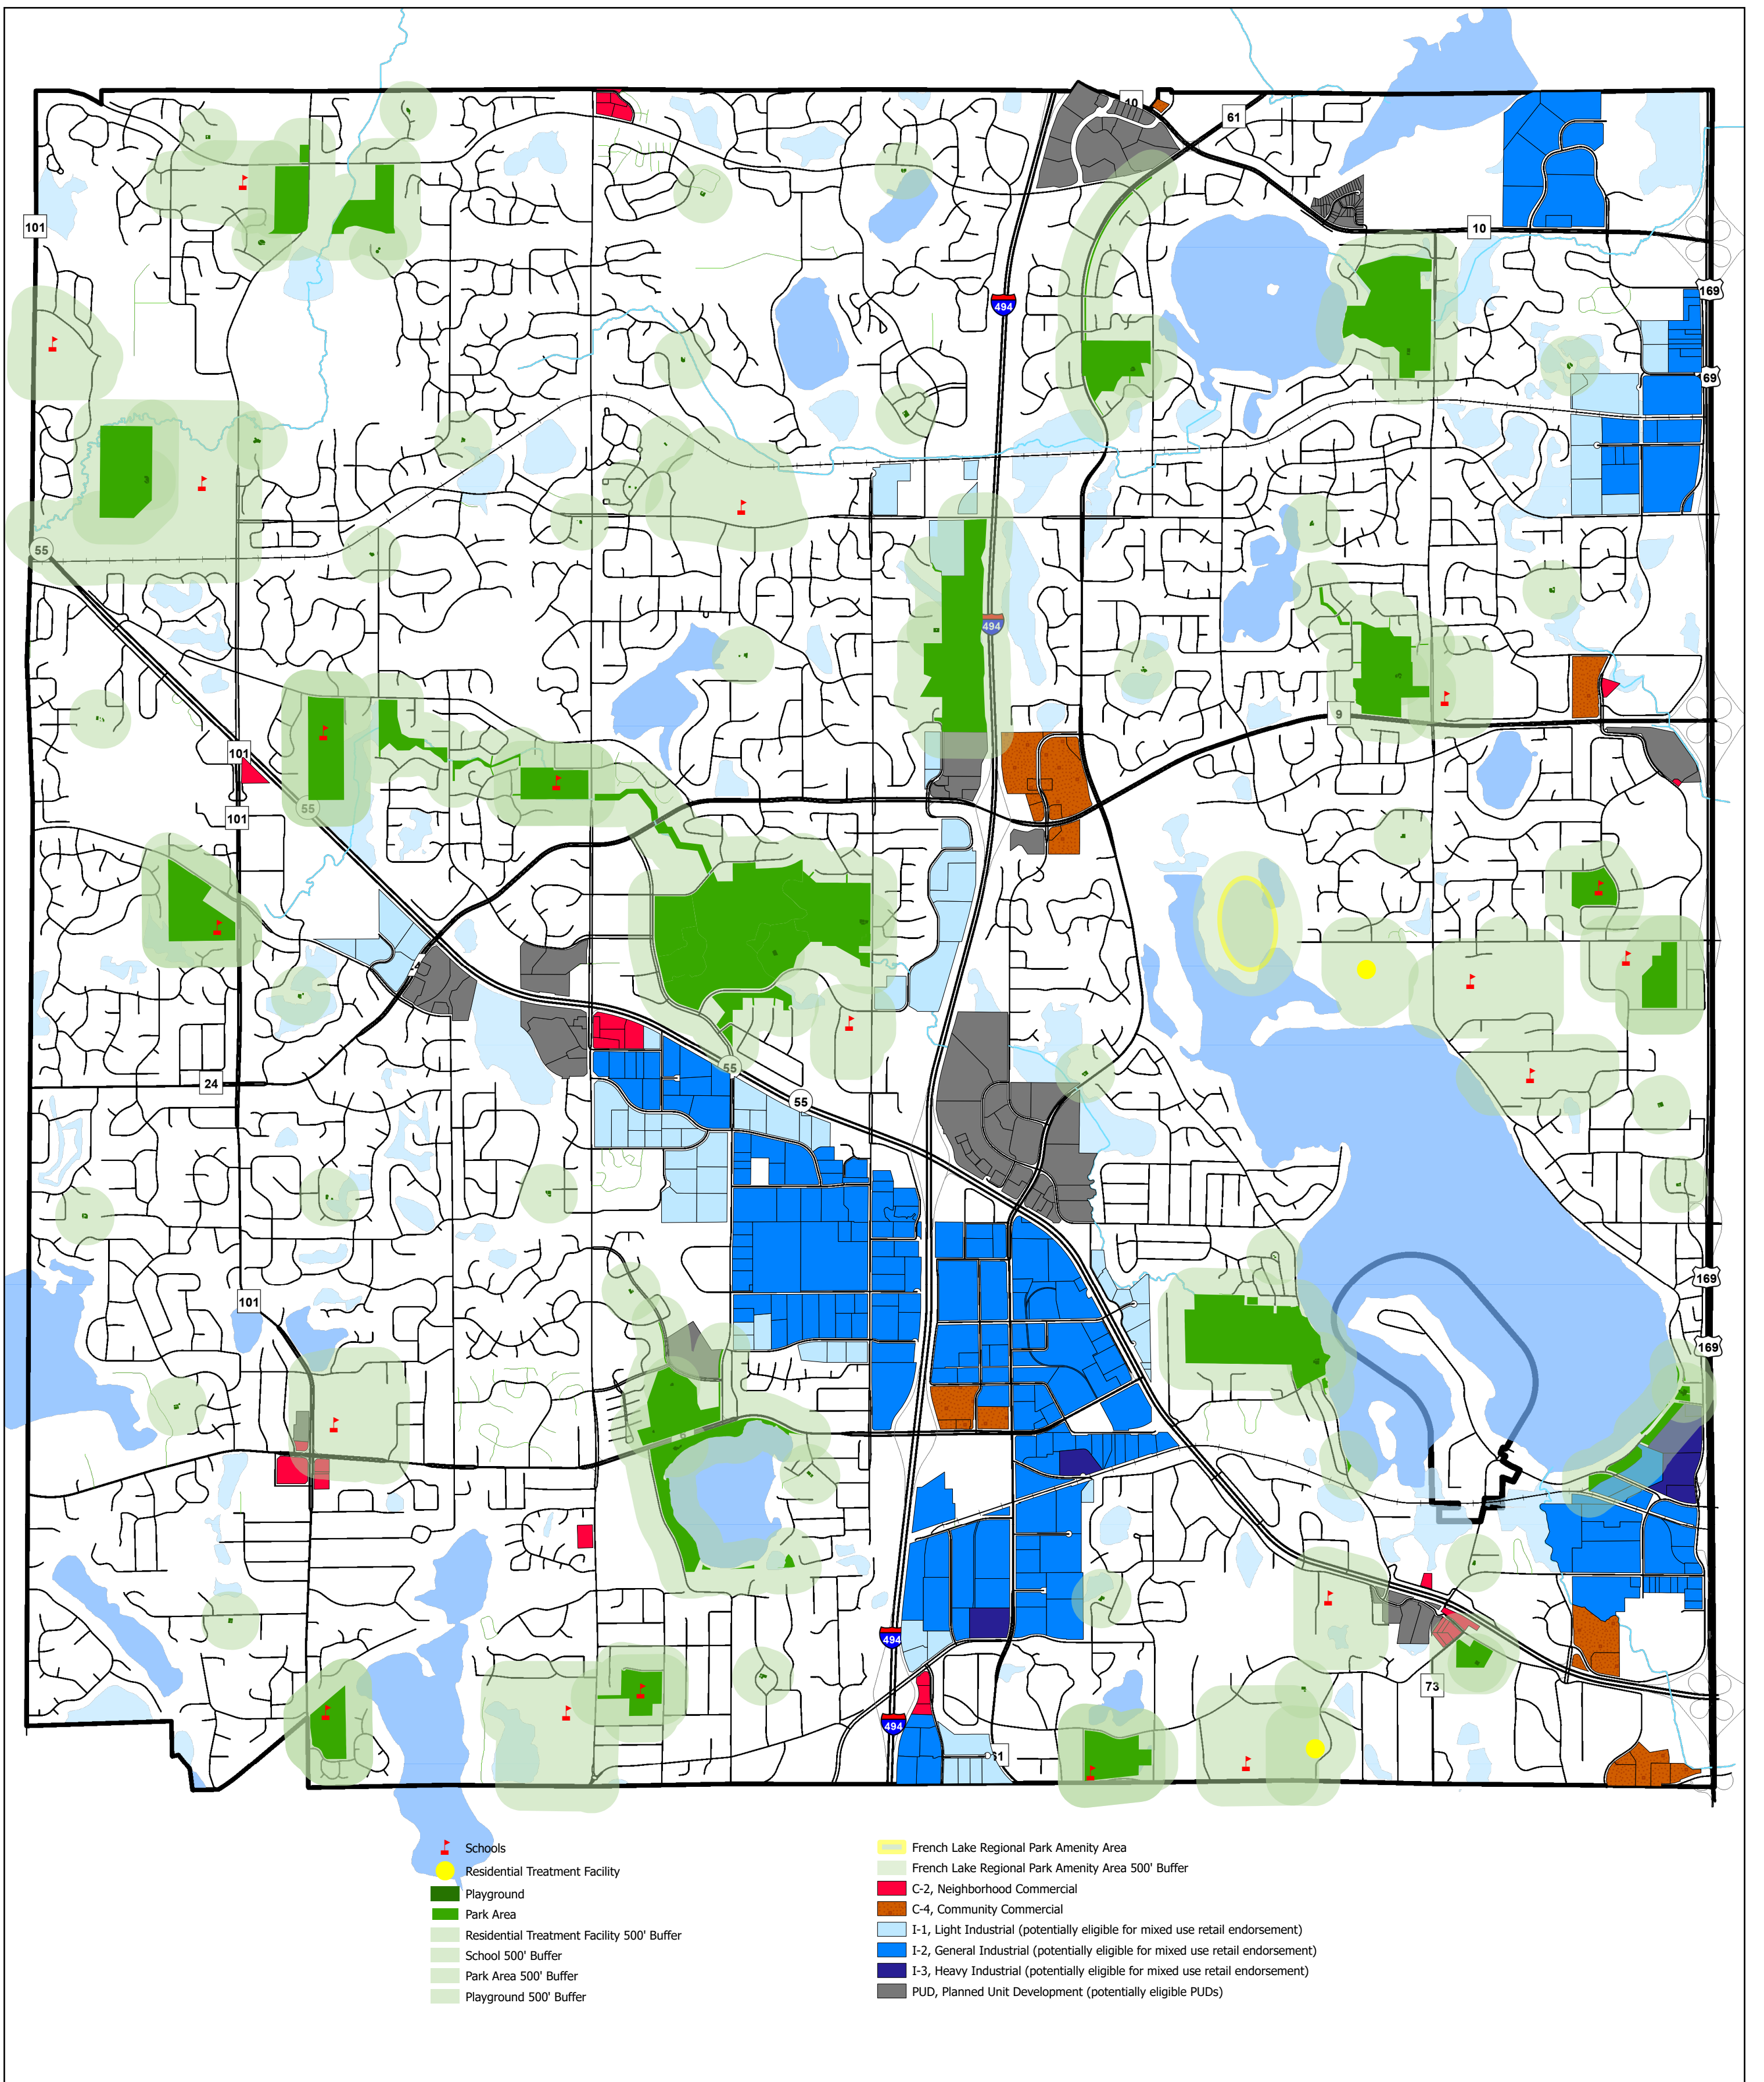 10
61
101
10
169
494
169
55
494
9
101
55
101
24
55
55
101
169
169
494
73
494
61
Schools
Residential Treatment Facility
Playground
Park Area
Residential Treatment Facility 500' Buffer
School 500' Buffer
Park Area 500' Buffer
Playground 500' Buffer
French Lake Regional Park Amenity Area
French Lake Regional Park Amenity Area 500' Buffer
C-2, Neighborhood Commercial
C-4, Community Commercial
I-1, Light Industrial (potentially eligible for mixed use retail endorsement)
I-2, General Industrial (potentially eligible for mixed use retail endorsement)
I-3, Heavy Industrial (potentially eligible for mixed use retail endorsement)
PUD, Planned Unit Development (potentially eligible PUDs)